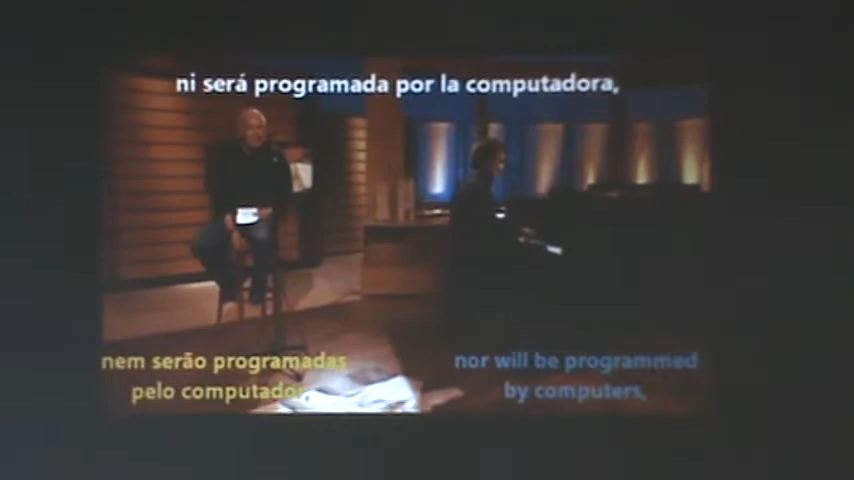 ni será programada por la computadora,
nem serão programadas
pelo computador
nor will be programmed
by computers,